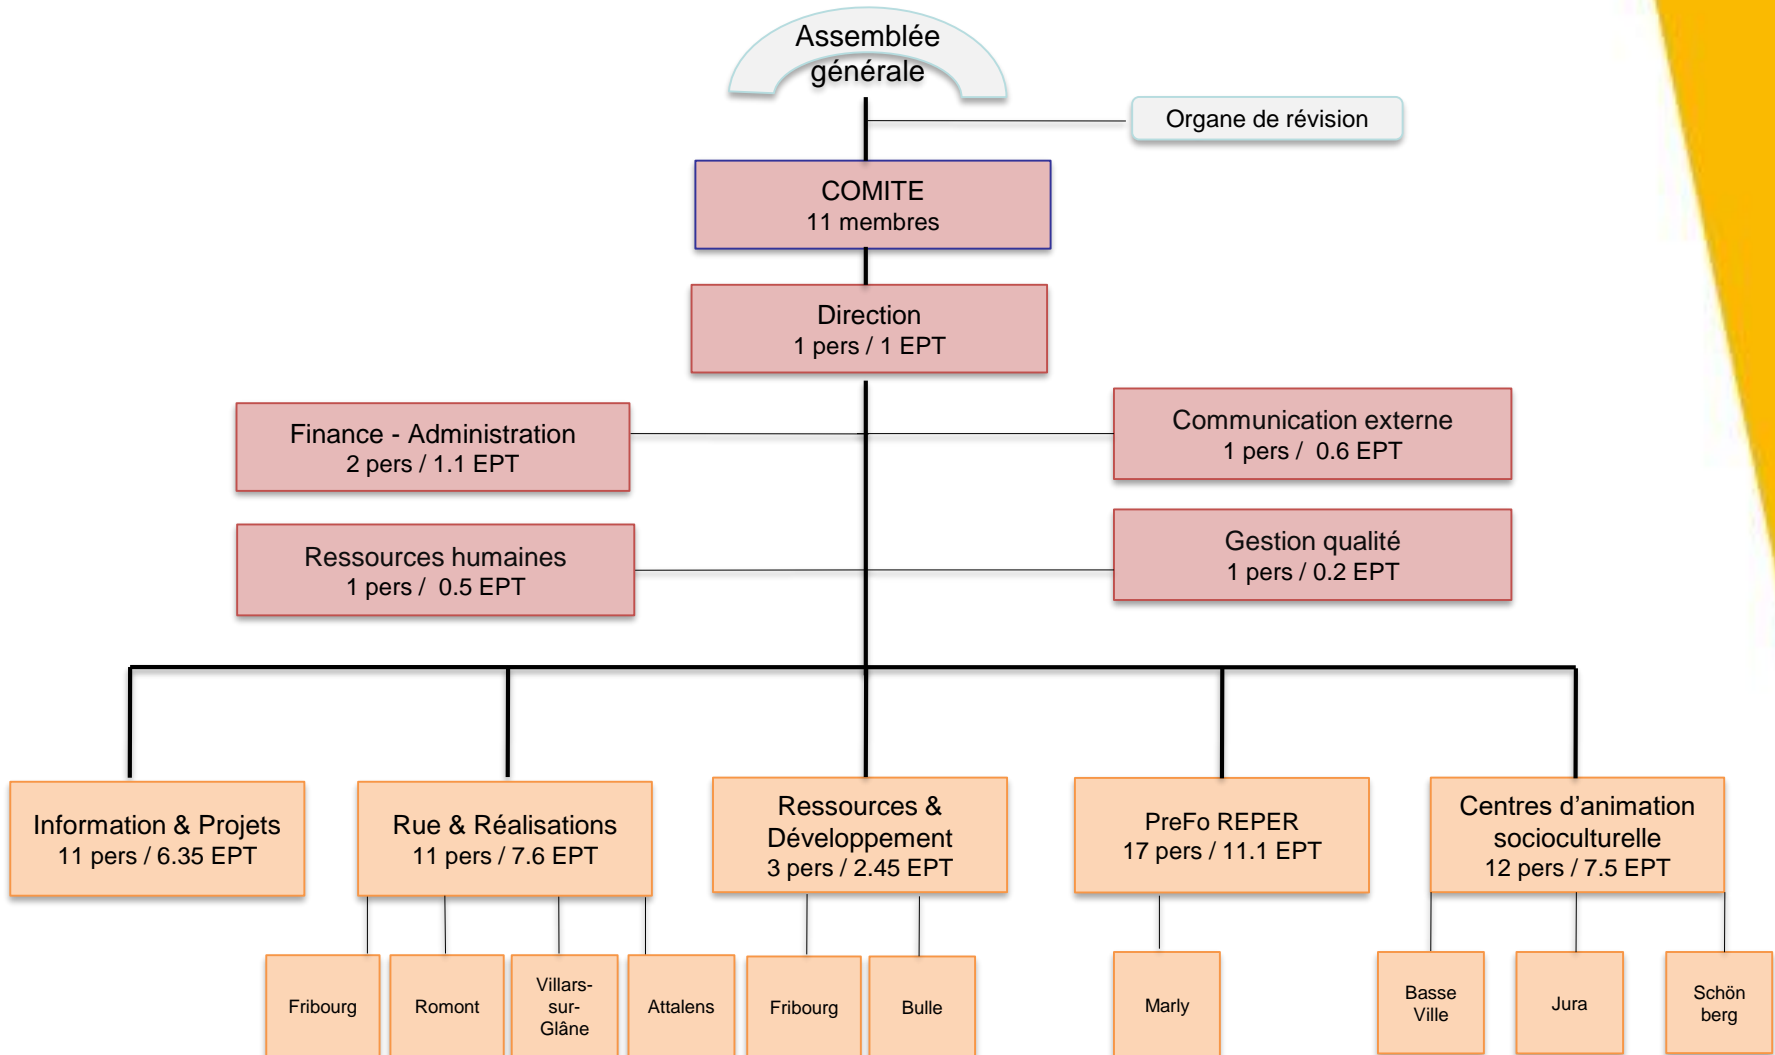 Assemblée
générale
Organe de révision
COMITE
11 membres
Direction
1 pers / 1 EPT
Finance - Administration
2 pers / 1.1 EPT
Communication externe
1 pers /  0.6 EPT
Ressources humaines
1 pers /  0.5 EPT
Gestion qualité
1 pers / 0.2 EPT
Information & Projets
11 pers / 6.35 EPT
Rue & Réalisations
11 pers / 7.6 EPT
Ressources &
Développement
3 pers / 2.45 EPT
PreFo REPER
17 pers / 11.1 EPT
Centres d'animation
socioculturelle
12 pers / 7.5 EPT
Fribourg
Romont
Villars-
sur-
Glâne
Attalens
Fribourg
Bulle
Marly
Basse
Ville
Jura
Schön
berg